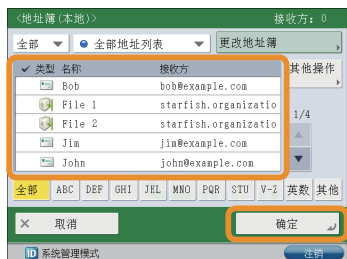 <地址簿(本地)> 接收方: 0
全部 全部地址列表 更改地址簿
类型 名称 接收方 其他操作
Bob bob@example.com
File 1 starfish.organizatio
File 2 starfish.organizatio 1/4
Jim jim@example.com
John john@example.com
全部 ABC DEF GHI JKL MNO PQR STU V-Z 英数 其他
× 取消 确定
ID 系统管理模式 注销